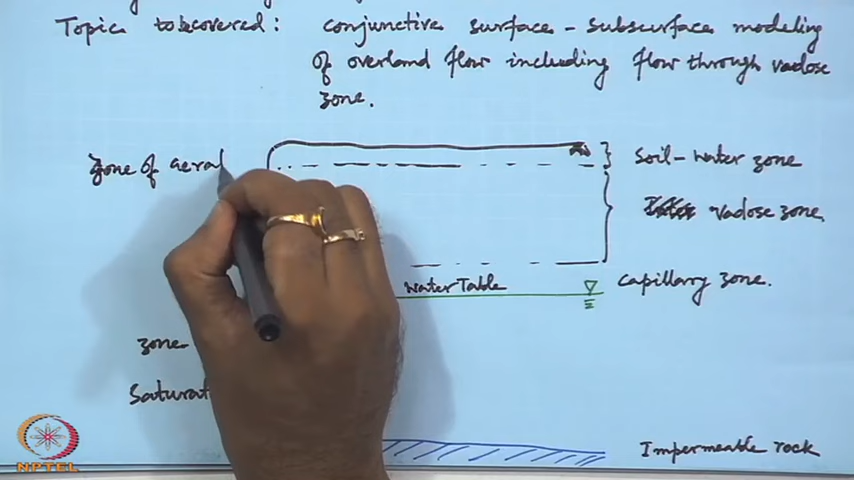 Topic to be covered : conjunctive surface - subsurface modeling
of overland flow including flow through vadose
zone.
zone of aerat
Soil-water zone
vadose zone.
water Table
capillary zone.
zone
Saturat
Impermeable rock
NPTEL